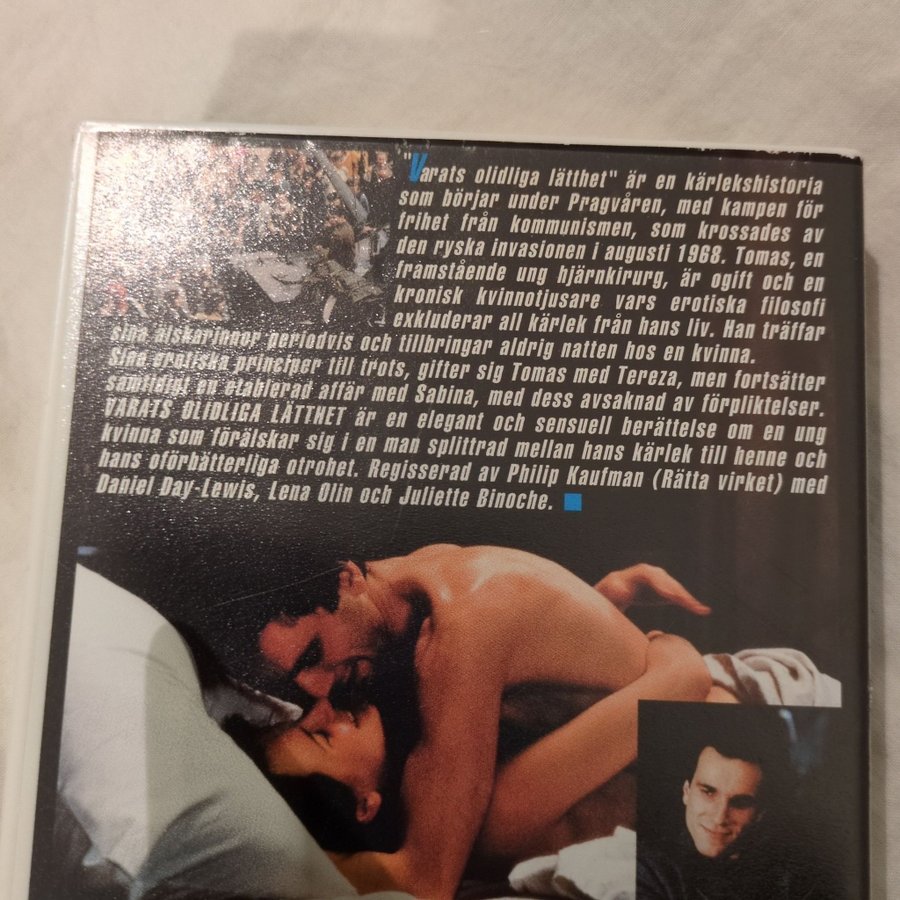 "Varats olidliga lätthet" är en kärlekshistoria
som börjar under Pragvåren, med kampen för
frihet från kommunismen, som krossades av
den ryska invasionen i augusti 1968. Tomas, en
framstående ung hjärnkirurg, är ogift och en
kronisk kvinnotjusare vars erotiska filosofi
exkluderar all kärlek från hans liv. Han träffar
sina älskarinnor periodvis och tillbringar aldrig natten hos en kvinna.
Sina erotiska principer till trots, gifter sig Tomas med Tereza, men fortsätter
samtidigt en etablerad affär med Sabina, med dess avsaknad av förpliktelser.
VARATS OLIDLIGA LÄTTHET är en elegant och sensuell berättelse om en ung
kvinna som förälskar sig i en man splittrad mellan hans kärlek till henne och
hans oförbätterliga otrohet. Regisserad av Philip Kaufman (Rätta virket) med
Daniel Day-Lewis, Lena Olin och Juliette Binoche.